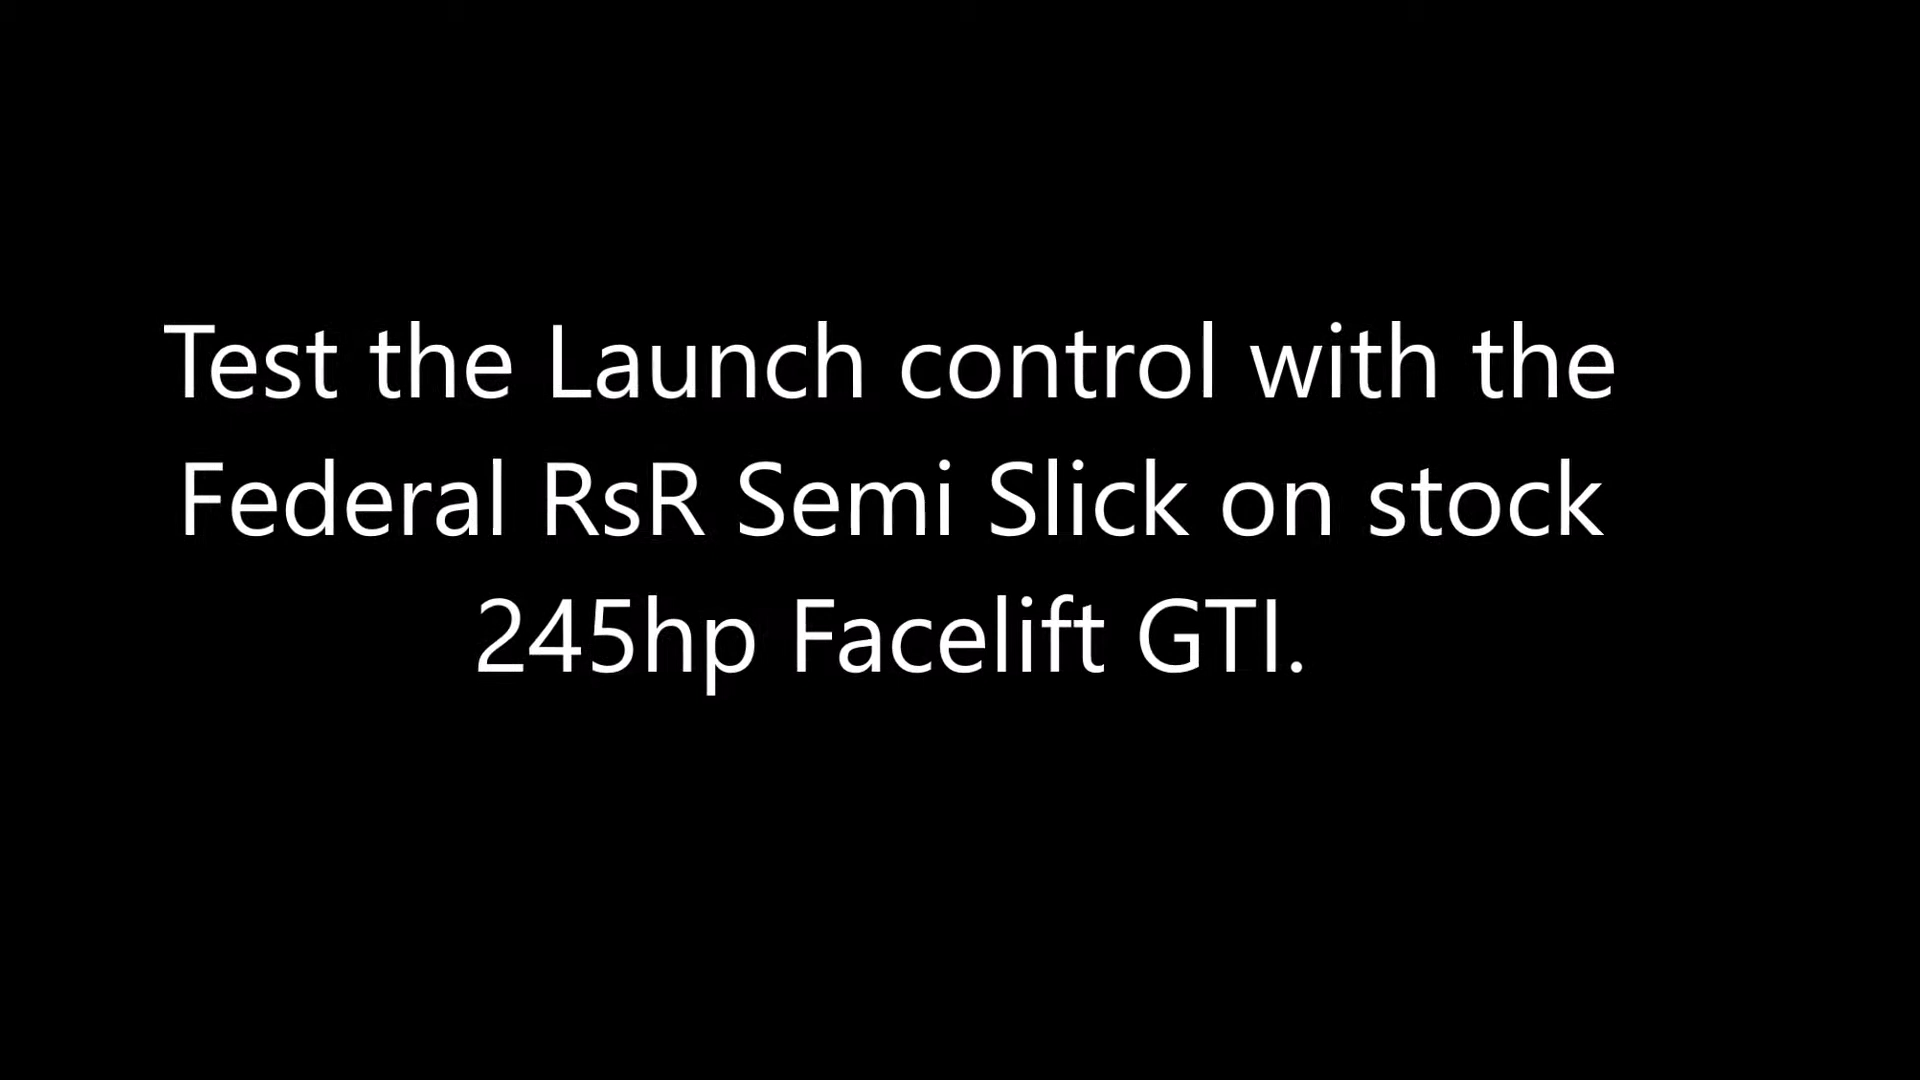 Test the Launch control with the
Federal RsR Semi Slick on stock
245hp Facelift GTI.